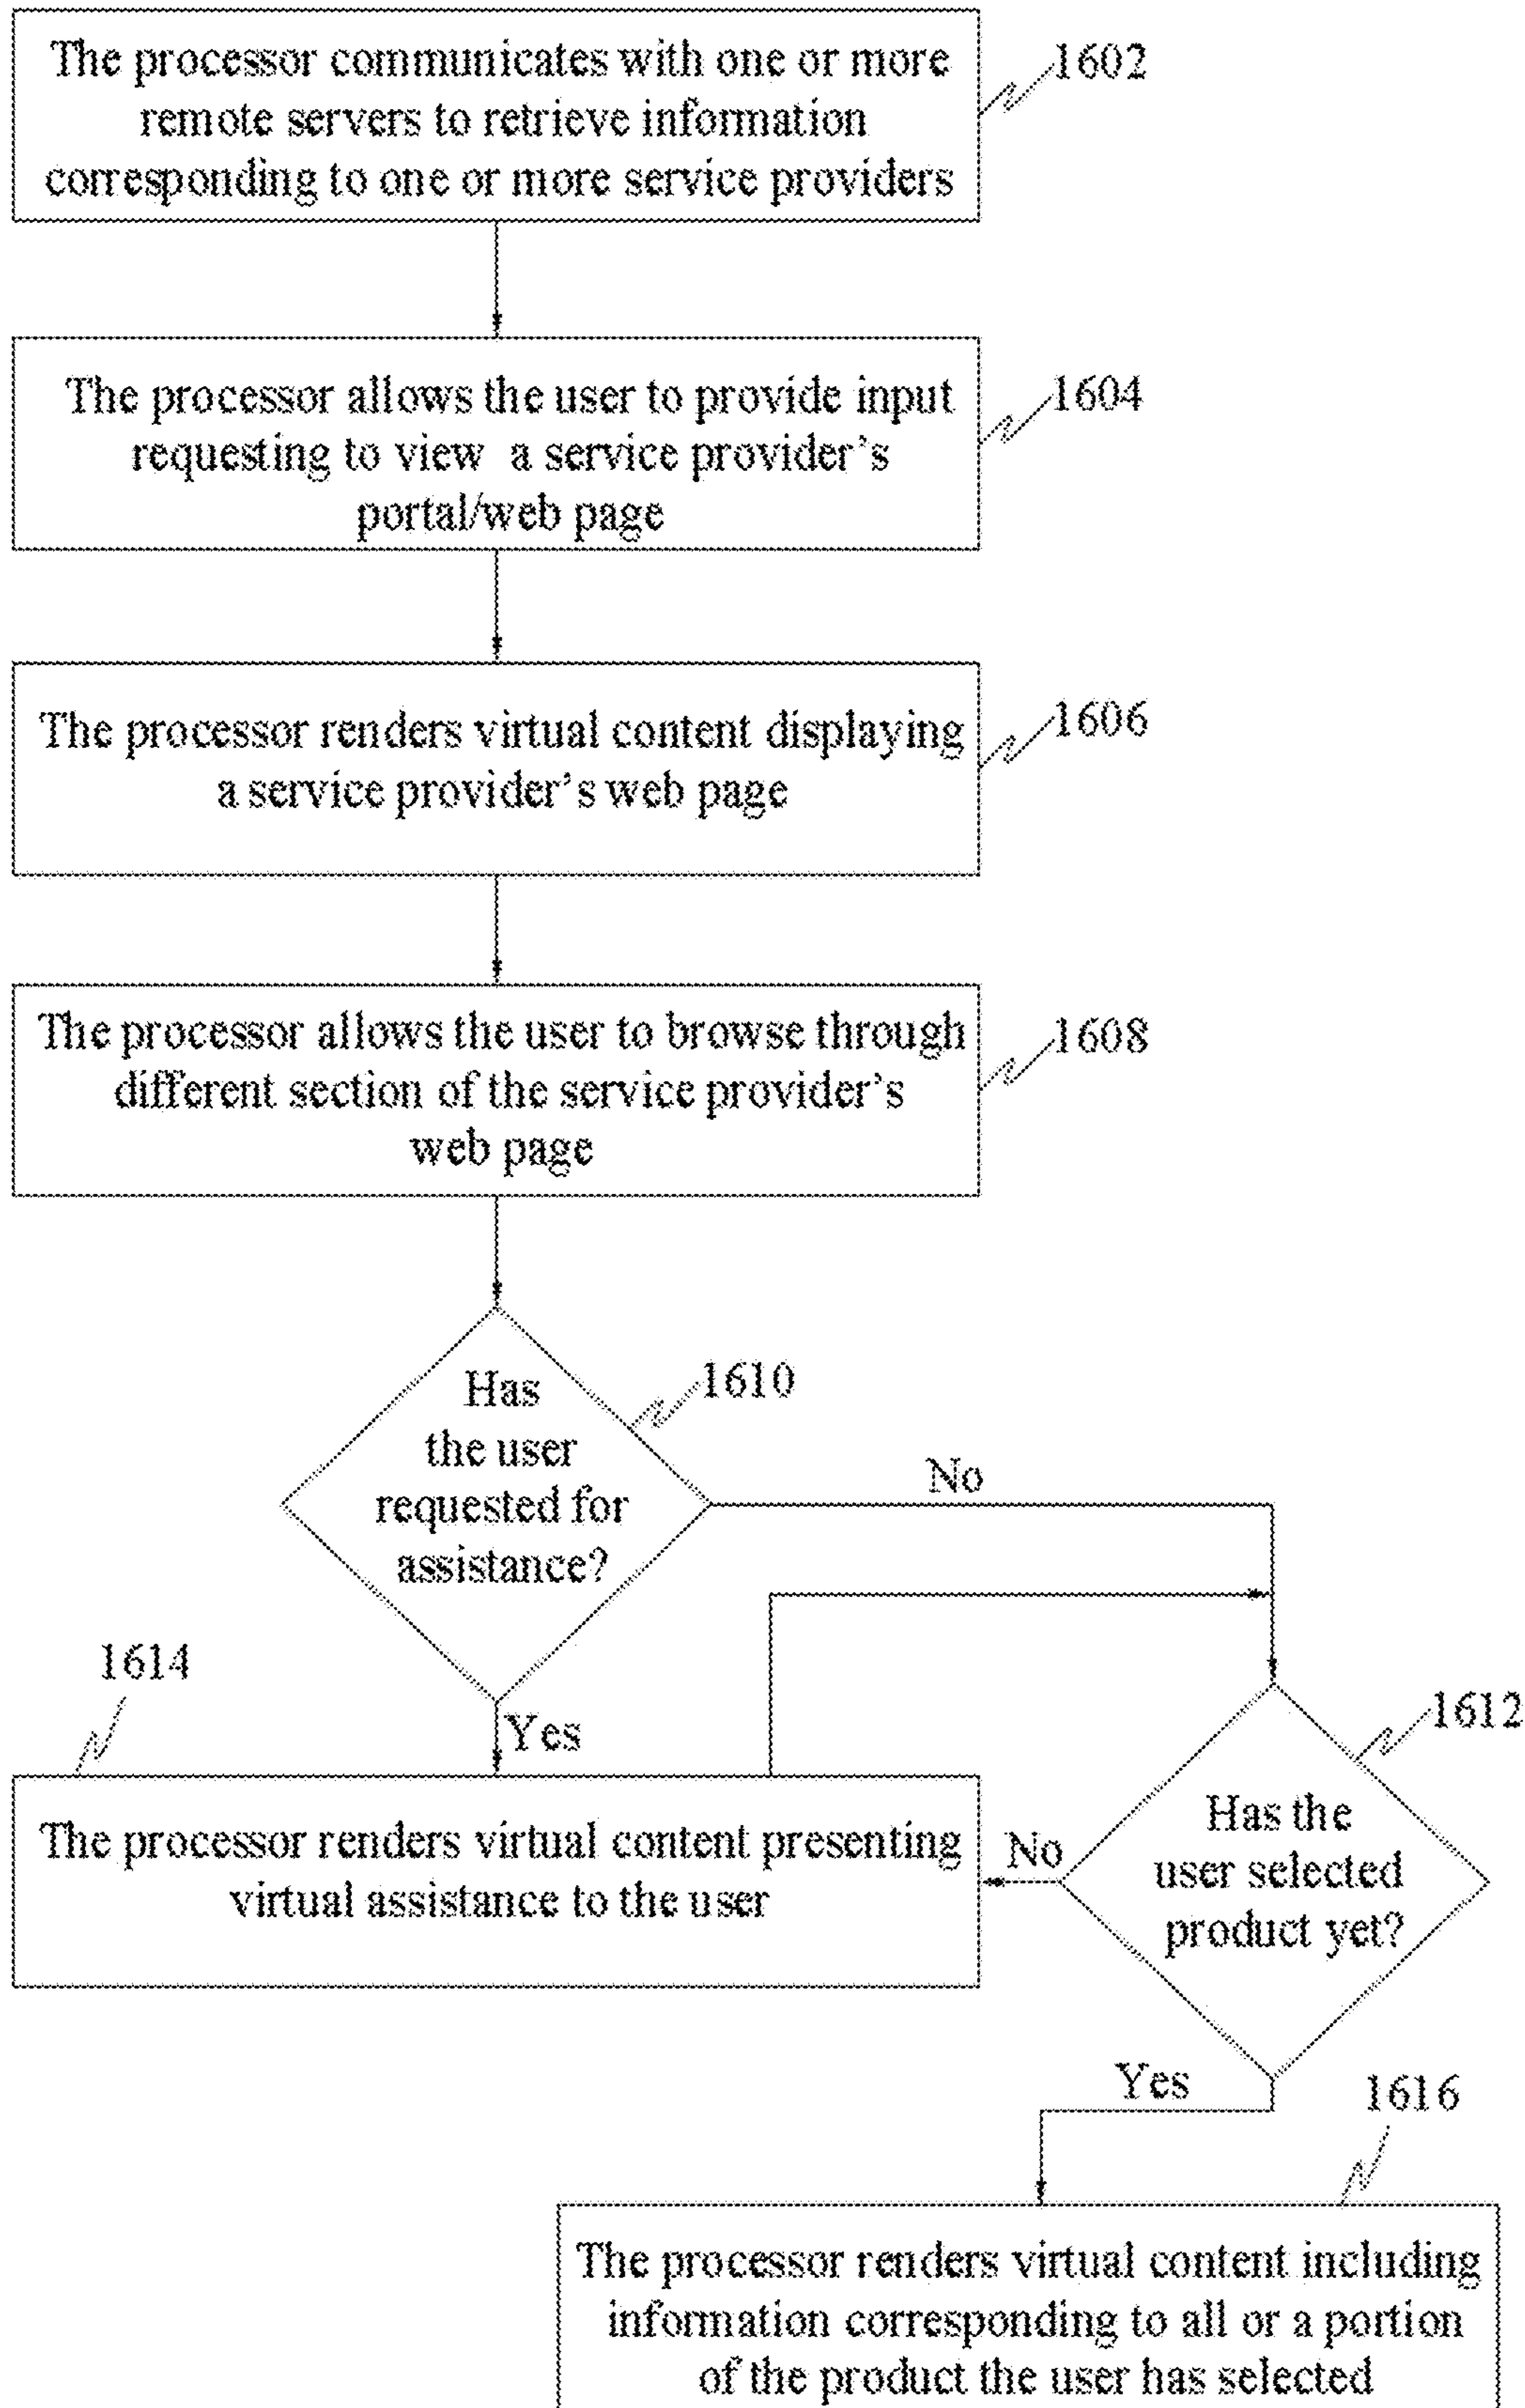 The processor communicates with one or more
remote servers to retrieve information
corresponding to one or more service providers
1602
The processor allows the user to provide input
requesting to view a service provider's
portal/web page
1604
The processor renders virtual content displaying
a service provider's web page
1606
The processor allows the user to browse through
different section of the service provider's
web page
1608
Has
the user
requested for
assistance?
1610
No
Yes
1614
The processor renders virtual content presenting
virtual assistance to the user
1612
Has the
user selected
product yet?
No
Yes
1616
The processor renders virtual content including
information corresponding to all or a portion
of the product the user has selected